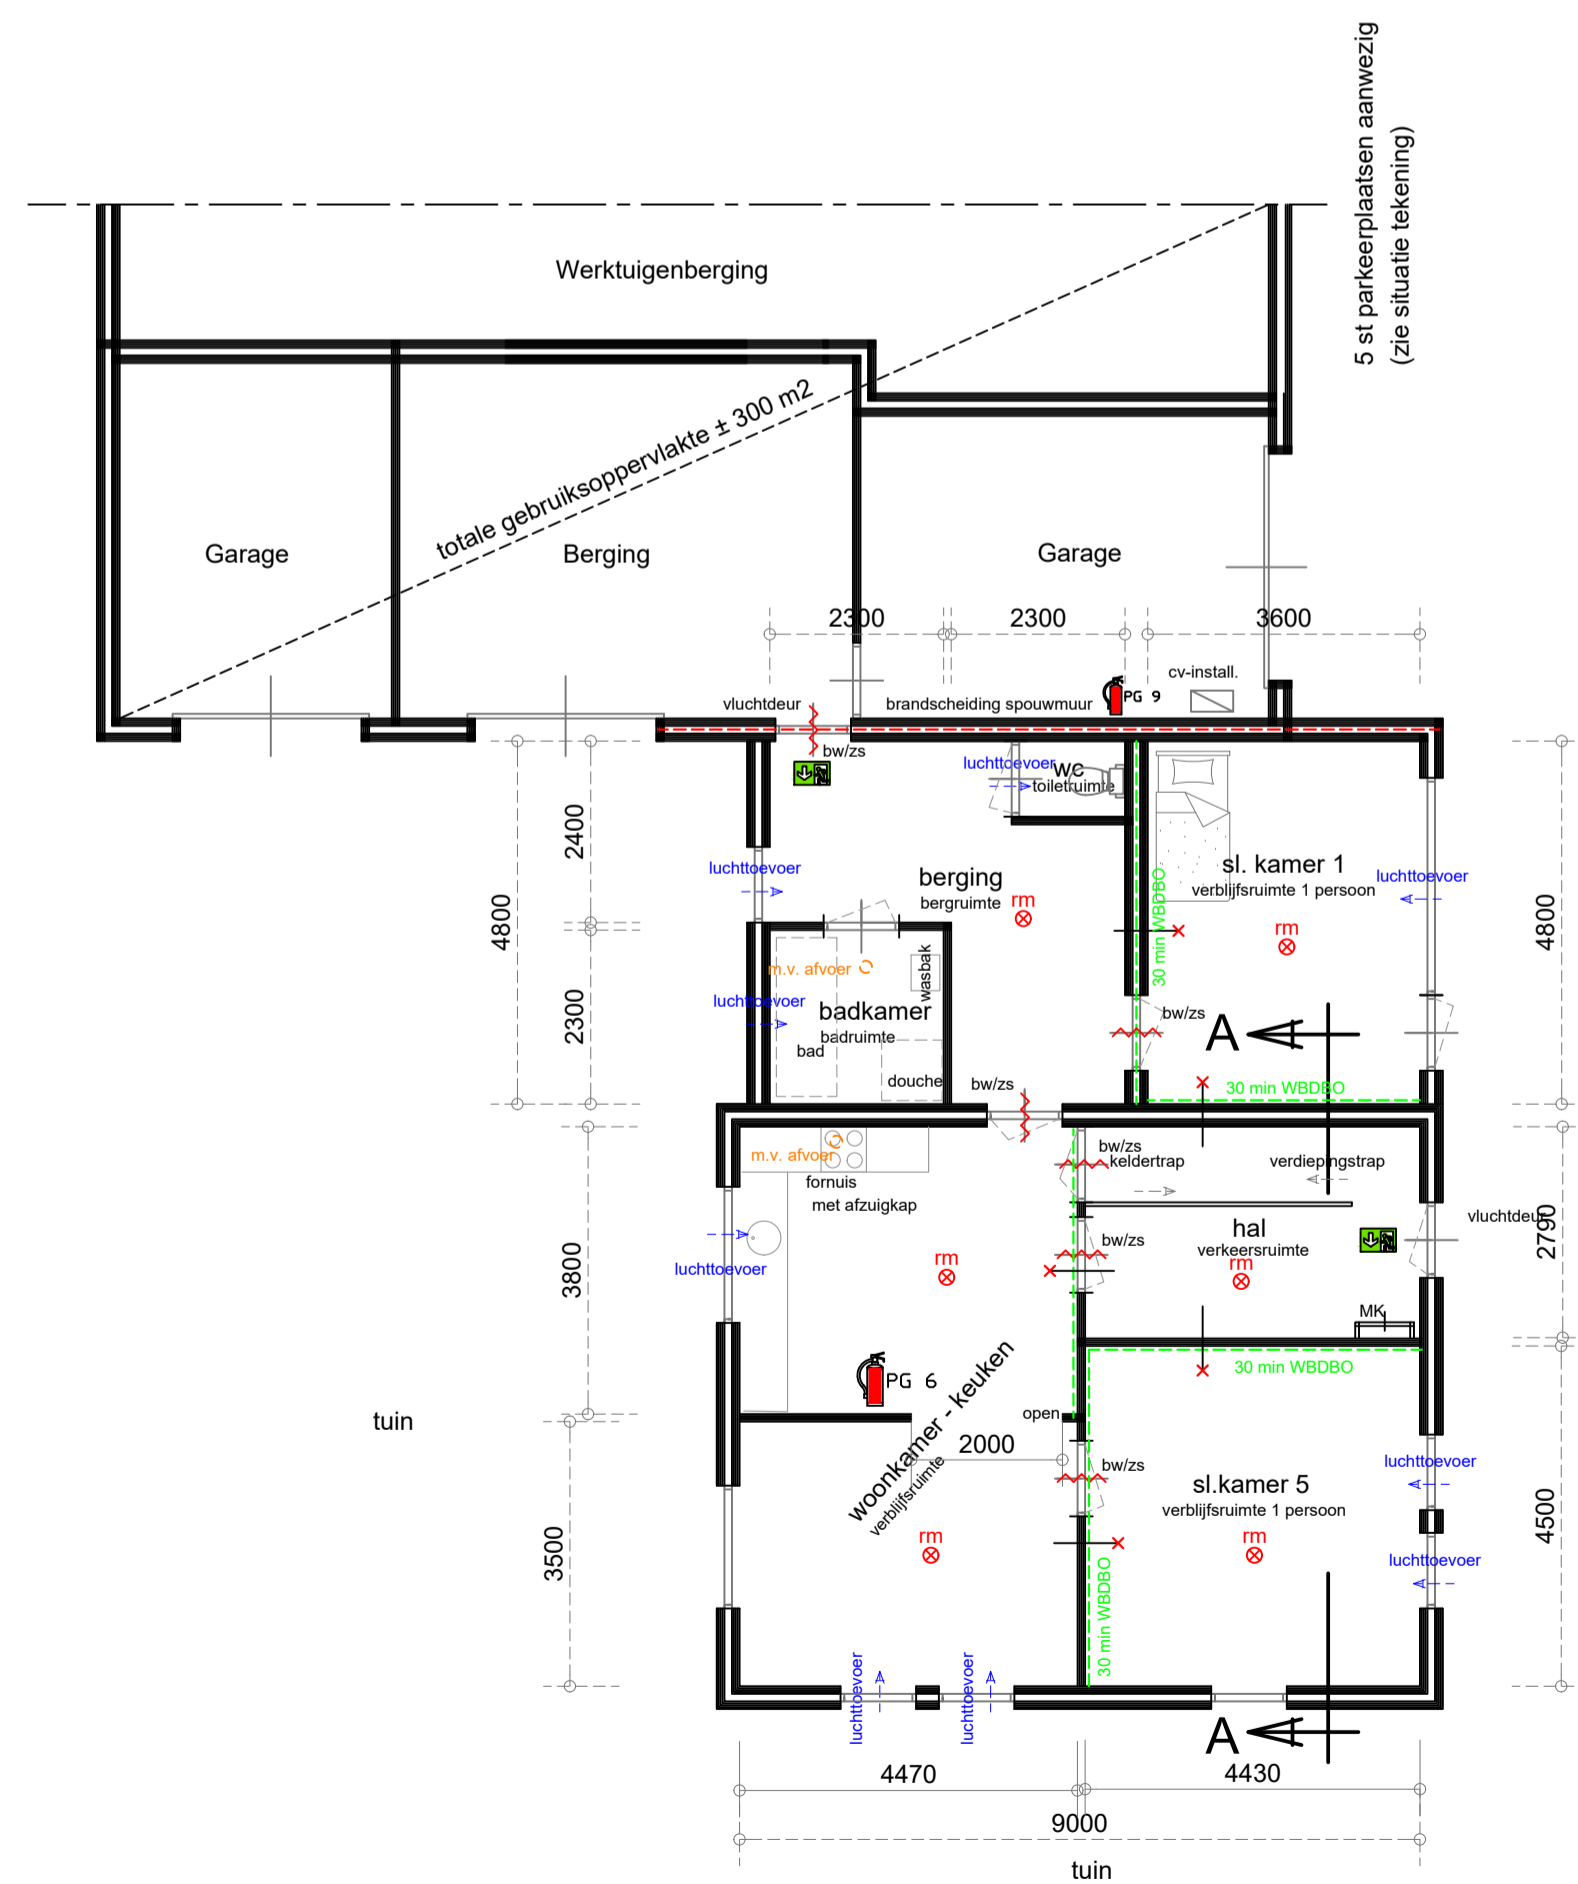 5 st parkeerplaatsen aanwezig
(zie situatie tekening)
Werktuigenberging
totale gebruiksoppervlakte ± 300 m2
Garage
Berging
Garage
2300
2300
3600
cv-install.
PG 9
vluchtdeur
brandscheiding spouwmuur
bw/zs
luchttoevoer
WC
toiletruimte
2400
4800
2300
luchttoevoer
berging
bergruimte
rm
30 min WBDBO
sl. kamer 1
verblijfsruimte 1 persoon
rm
luchttoevoer
4800
m.v. afvoer
wasbak
luchttoevoer
badkamer
badruimte
bad
douche
bw/zs
A
bw/zs
30 min WBDBO
m.v. afvoer
fornuis
met afzuigkap
bw/zs
keldertrap
verdiepingstrap
hal
verkeersruimte
rm
vluchtdeur
2790
bw/zs
rm
luchttoevoer
3800
MK
30 min WBDBO
PG 6
woonkamer - keuken
verblijfsruimte
open
2000
tuin
bw/zs
sl.kamer 5
verblijfsruimte 1 persoon
rm
luchttoevoer
luchttoevoer
4500
3500
rm
30 min WBDBO
luchttoevoer
luchttoevoer
A
4470
4430
9000
tuin